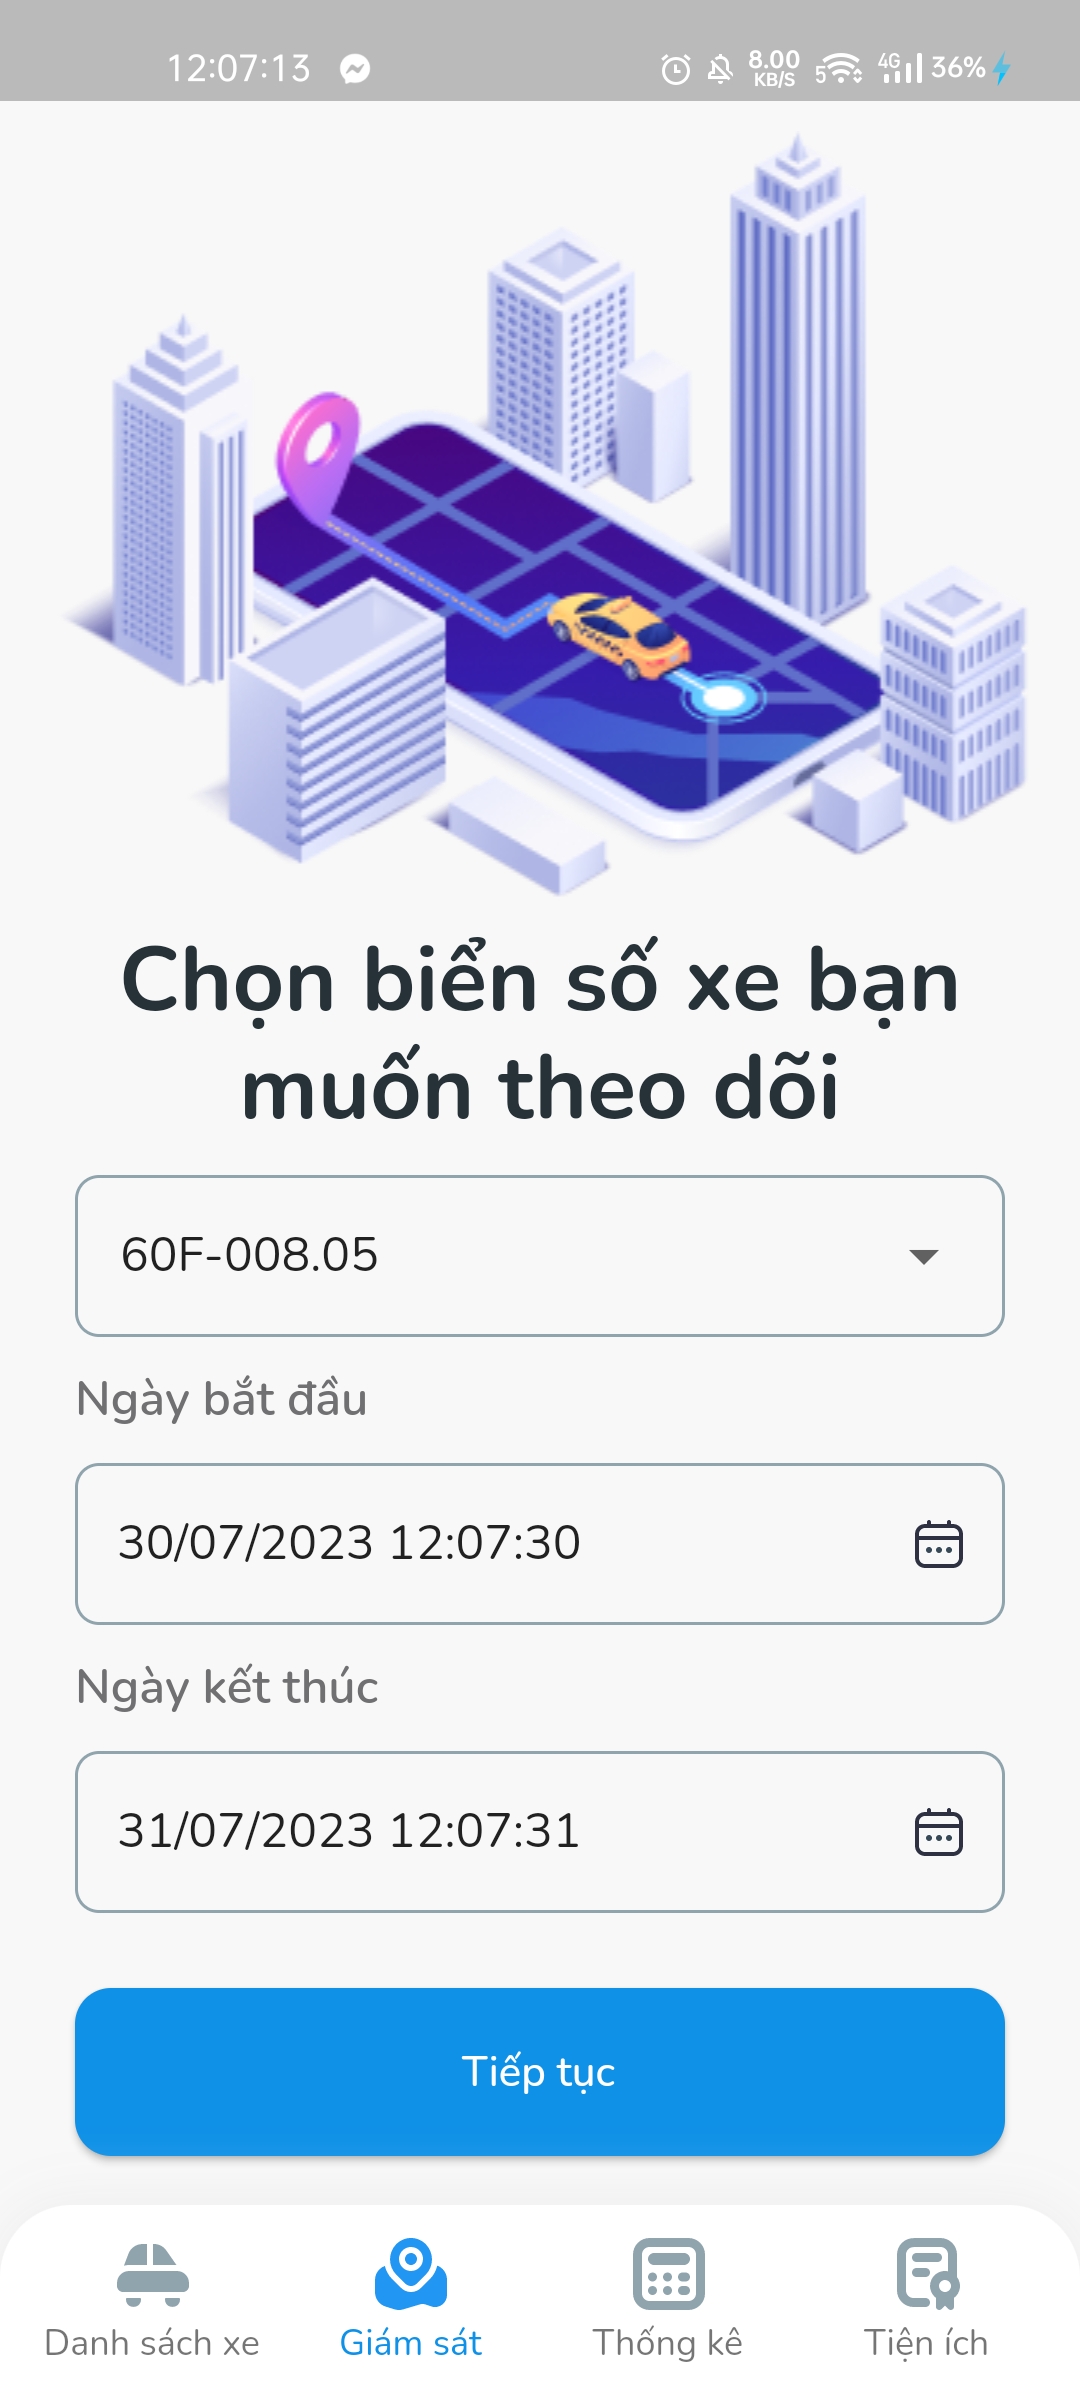 12:07:13
8.00
KB/S
5
4G
36%
Chọn biển số xe bạn
muốn theo dõi
60F-008.05
Ngày bắt đầu
30/07/2023 12:07:30
Ngày kết thúc
31/07/2023 12:07:31
Tiếp tục
Danh sách xe
Giám sát
Thống kê
Tiện ích